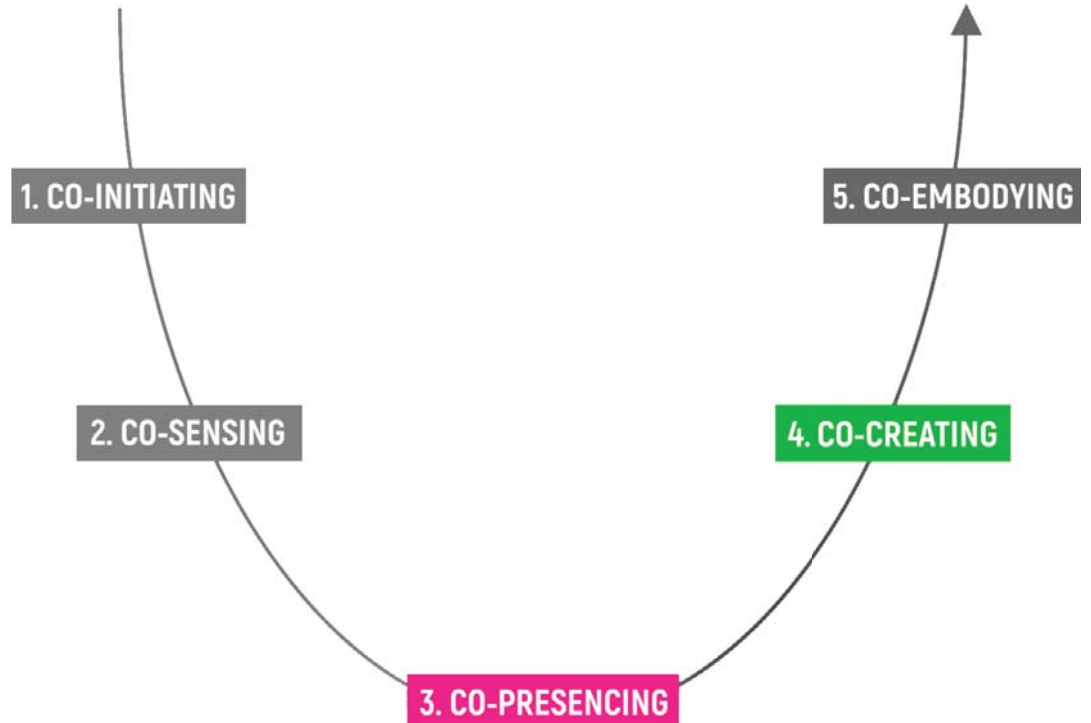 1. CO-INITIATING
2. CO-SENSING
3. CO-PRESENCING
4. CO-CREATING
5. CO-EMBODYING